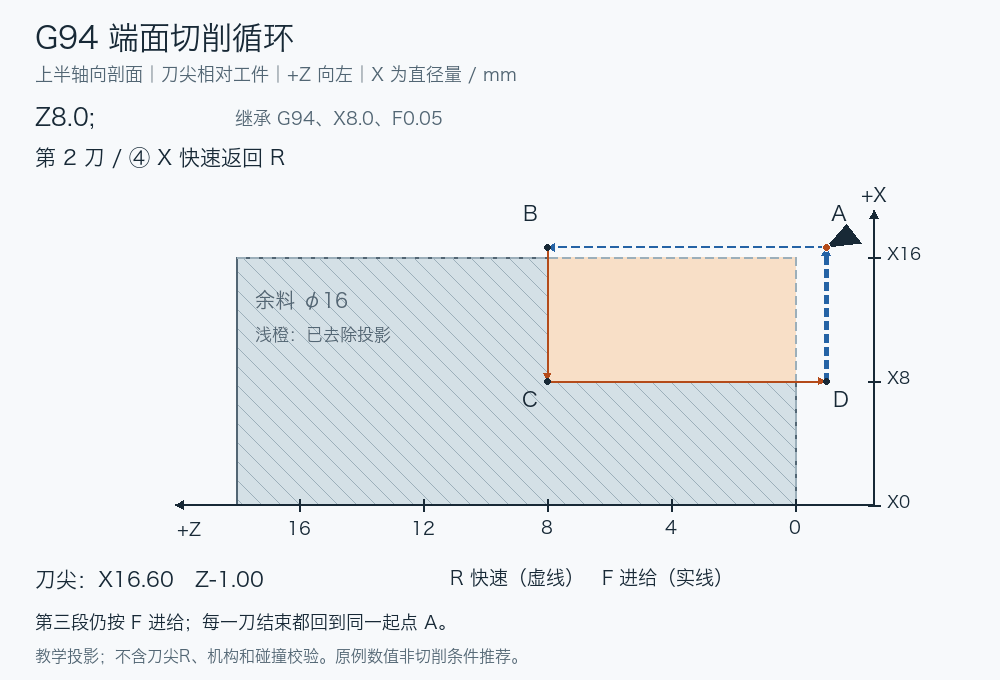 G94 端面切削循环
上半轴向剖面｜刀尖相对工件｜+Z 向左｜X 为直径量 / mm
Z8.0; 继承 G94、X8.0、F0.05
第 2 刀 / ④ X 快速返回 R
+X
B A
X16
余料 φ16
浅橙：已去除投影
X8
C D
X0
+Z 16 12 8 4 0
刀尖：X16.60 Z-1.00 R 快速（虚线） F 进给（实线）
第三段仍按 F 进给；每一刀结束都回到同一起点 A。
教学投影；不含刀尖R、机构和碰撞校验。原例数值非切削条件推荐。